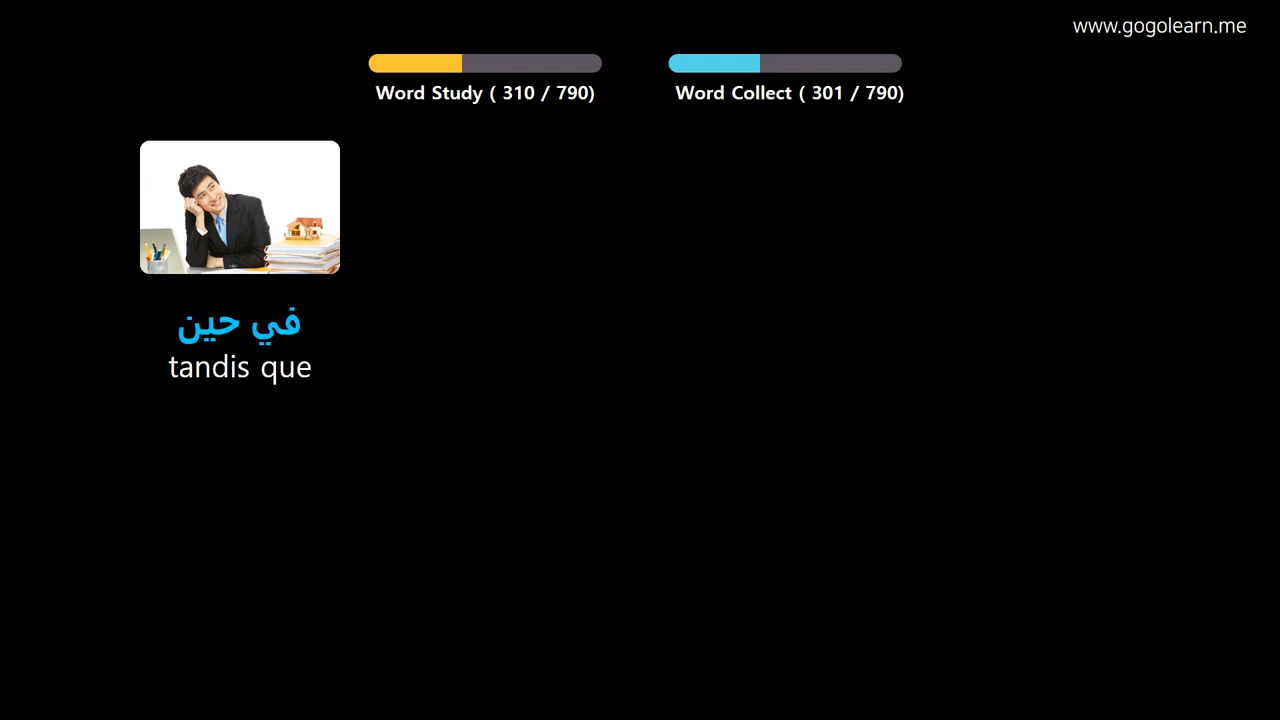 www.gogolearn.me
Word Study ( 310 / 790)
Word Collect ( 301 / 790)
في حين
tandis que